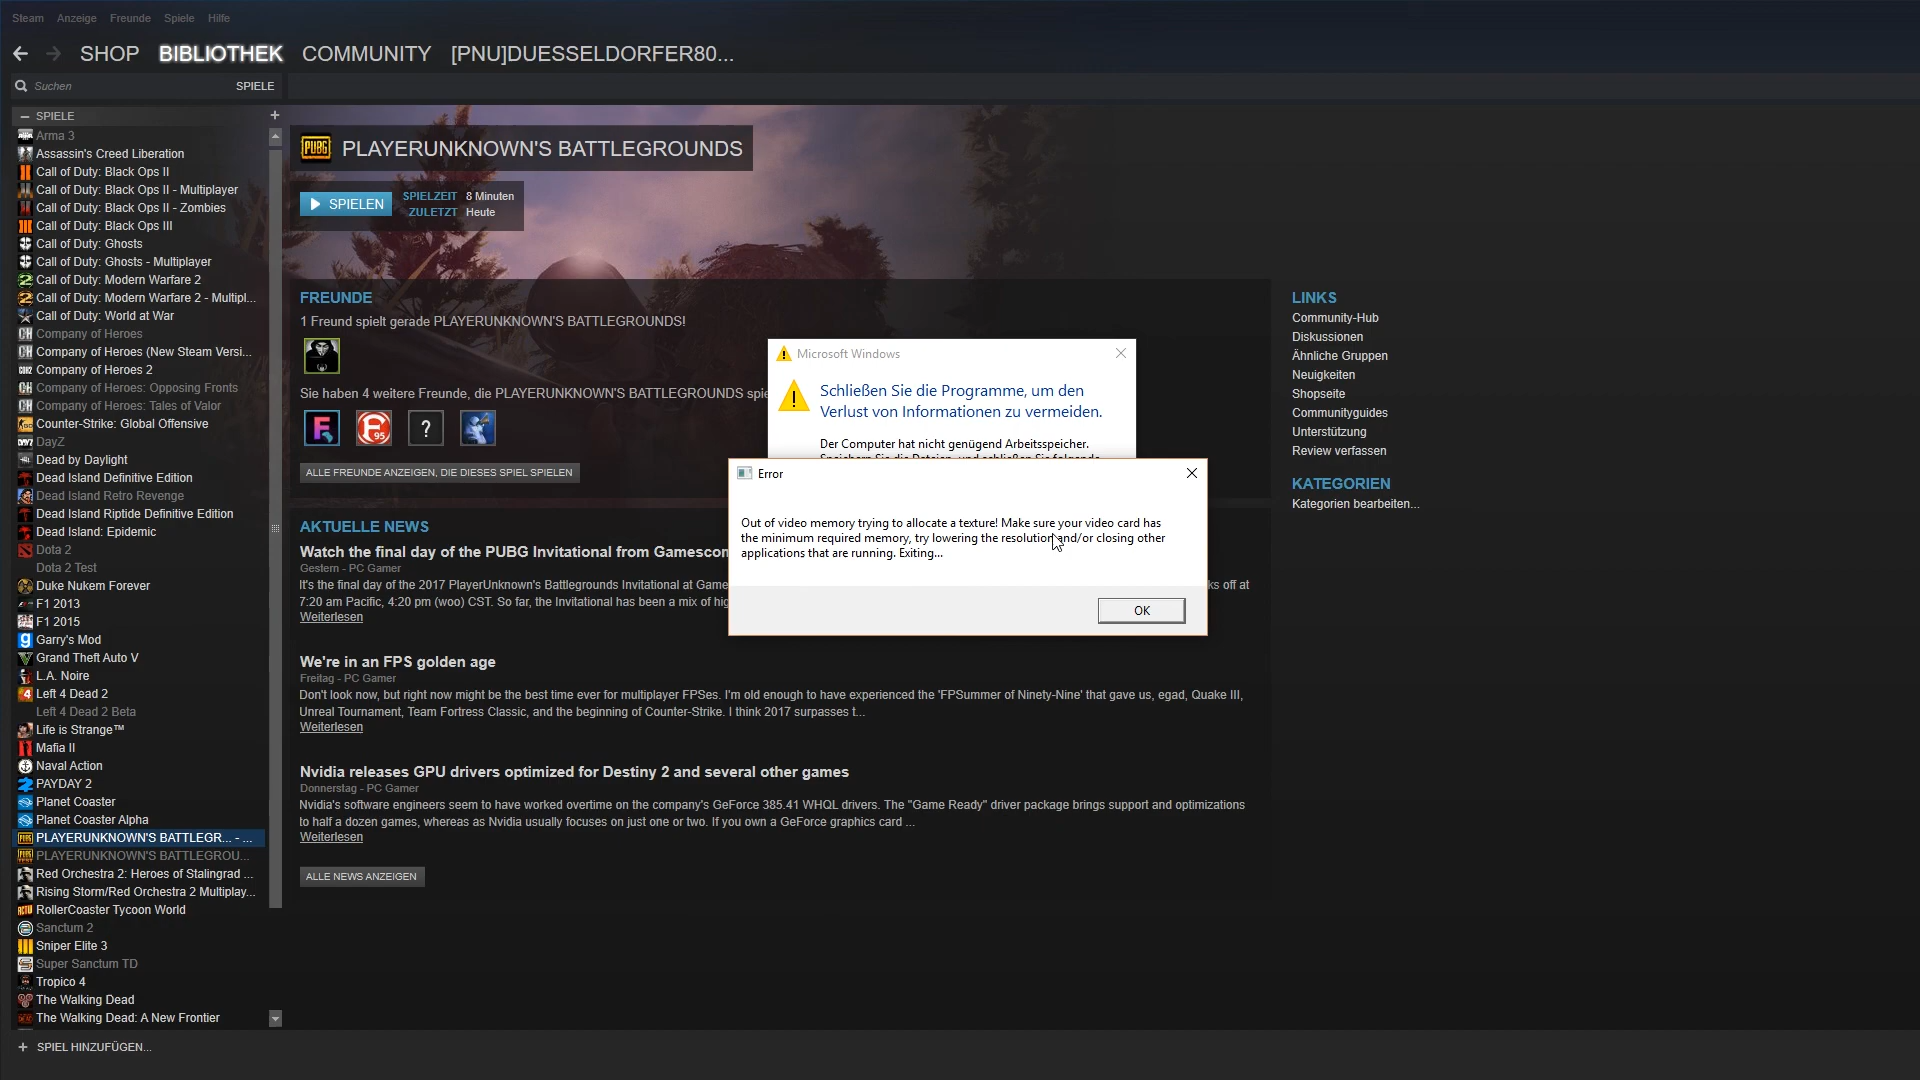 Steam Anzeige Freunde Spiele Hilfe
SHOP BIBLIOTHEK COMMUNITY [PNU]DUESSELDORFER80...
Suchen SPIELE
SPIELE
Arma 3
Assassin's Creed Liberation
Call of Duty: Black Ops II
Call of Duty: Black Ops II - Multiplayer
Call of Duty: Black Ops II - Zombies
Call of Duty: Black Ops III
Call of Duty: Ghosts
Call of Duty: Ghosts - Multiplayer
Call of Duty: Modern Warfare 2
Call of Duty: Modern Warfare 2 - Multipl...
Call of Duty: World at War
Company of Heroes
Company of Heroes (New Steam Versi...
Company of Heroes 2
Company of Heroes: Opposing Fronts
Company of Heroes: Tales of Valor
Counter-Strike: Global Offensive
DayZ
Dead by Daylight
Dead Island Definitive Edition
Dead Island Retro Revenge
Dead Island Riptide Definitive Edition
Dead Island: Epidemic
Dota 2
Dota 2 Test
Duke Nukem Forever
F1 2013
F1 2015
Garry's Mod
Grand Theft Auto V
L.A. Noire
Left 4 Dead 2
Left 4 Dead 2 Beta
Life is Strange™
Mafia II
Naval Action
PAYDAY 2
Planet Coaster
Planet Coaster Alpha
PLAYERUNKNOWN'S BATTLEGR... - ...
PLAYERUNKNOWN'S BATTLEGROU...
Red Orchestra 2: Heroes of Stalingrad ...
Rising Storm/Red Orchestra 2 Multiplay...
RollerCoaster Tycoon World
Sanctum 2
Sniper Elite 3
Super Sanctum TD
Tropico 4
The Walking Dead
The Walking Dead: A New Frontier
SPIEL HINZUFÜGEN...
PUBG PLAYERUNKNOWN'S BATTLEGROUNDS
SPIELEN
SPIELZEIT 8 Minuten
ZULETZT Heute
FREUNDE
1 Freund spielt gerade PLAYERUNKNOWN'S BATTLEGROUNDS!
Sie haben 4 weitere Freunde, die PLAYERUNKNOWN'S BATTLEGROUNDS spie
ALLE FREUNDE ANZEIGEN, DIE DIESES SPIEL SPIELEN
AKTUELLE NEWS
Watch the final day of the PUBG Invitational from Gamescon
Gestern - PC Gamer
It's the final day of the 2017 PlayerUnknown's Battlegrounds Invitational at Game ks off at
7:20 am Pacific, 4:20 pm (woo) CST. So far, the Invitational has been a mix of hig
Weiterlesen
We're in an FPS golden age
Freitag - PC Gamer
Don't look now, but right now might be the best time ever for multiplayer FPSes. I'm old enough to have experienced the 'FPSummer of Ninety-Nine' that gave us, egad, Quake III,
Unreal Tournament, Team Fortress Classic, and the beginning of Counter-Strike. I think 2017 surpasses t...
Weiterlesen
Nvidia releases GPU drivers optimized for Destiny 2 and several other games
Donnerstag - PC Gamer
Nvidia's software engineers seem to have worked overtime on the company's GeForce 385.41 WHQL drivers. The "Game Ready" driver package brings support and optimizations
to half a dozen games, whereas as Nvidia usually focuses on just one or two. If you own a GeForce graphics card ...
Weiterlesen
ALLE NEWS ANZEIGEN
Microsoft Windows
Schließen Sie die Programme, um den
Verlust von Informationen zu vermeiden.
Der Computer hat nicht genügend Arbeitsspeicher.
Speichern Sie die Dateien, und schließen Sie folgende
Error
Out of video memory trying to allocate a texture! Make sure your video card has
the minimum required memory, try lowering the resolution and/or closing other
applications that are running. Exiting...
OK
LINKS
Community-Hub
Diskussionen
Ähnliche Gruppen
Neuigkeiten
Shopseite
Communityguides
Unterstützung
Review verfassen
KATEGORIEN
Kategorien bearbeiten...